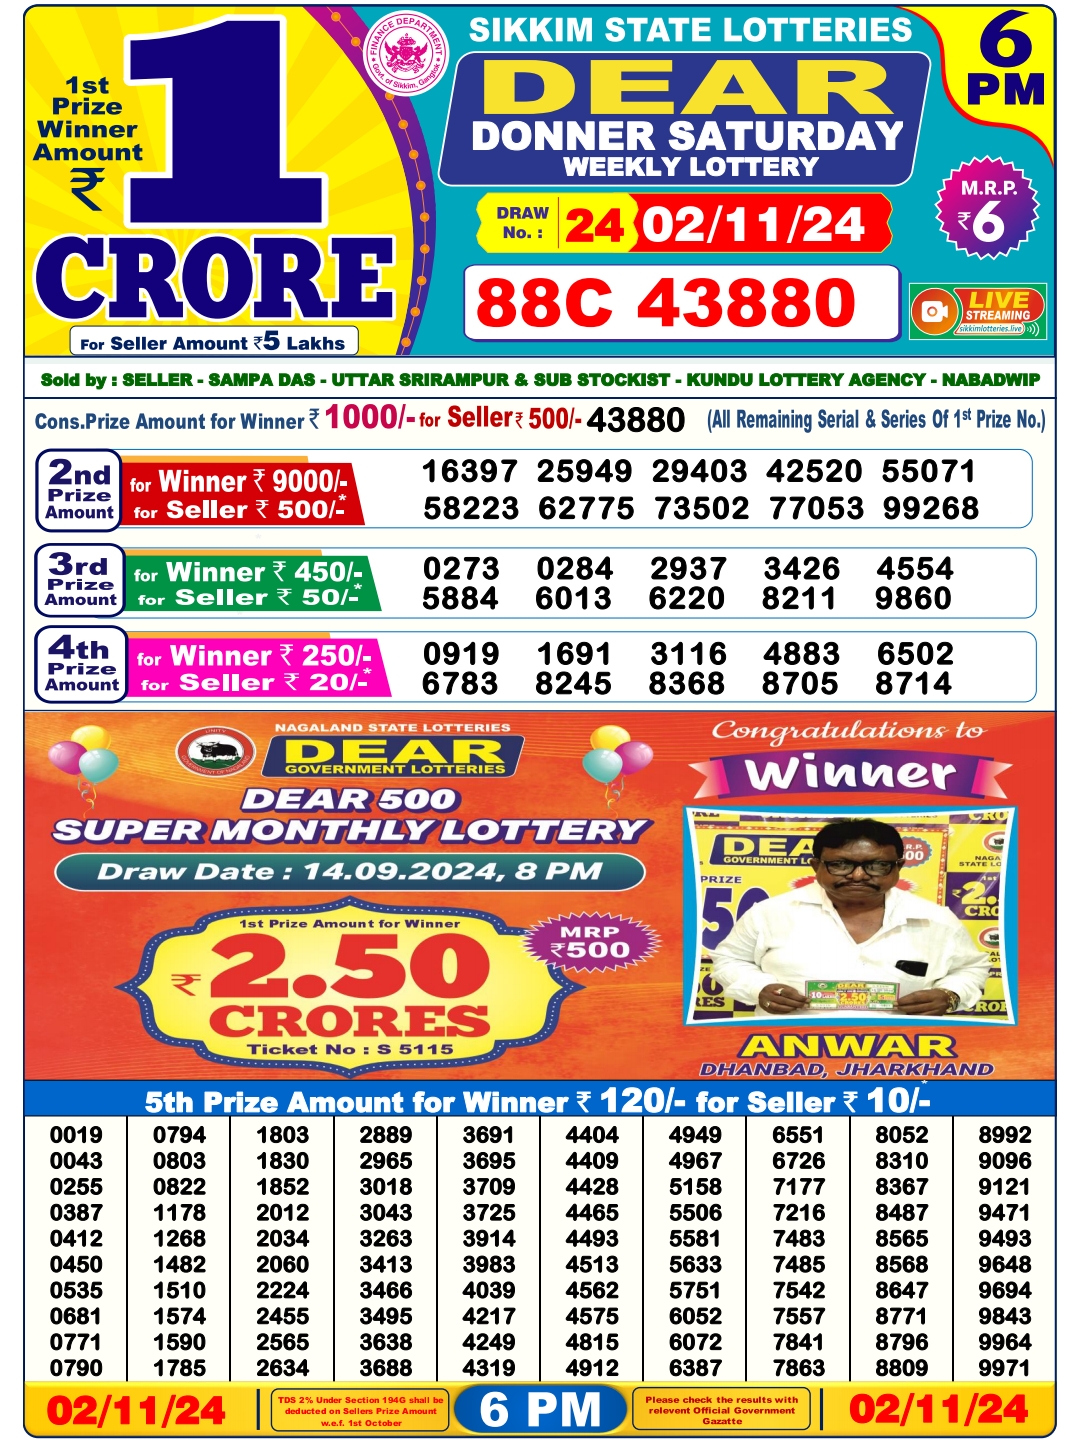 1st
Prize
Winner
Amount
₹
1
CRORE
For Seller Amount ₹5 Lakhs
FINANCE DEPARTMENT
Govt. of Sikkim, Gangtok
SIKKIM STATE LOTTERIES
DEAR
DONNER SATURDAY
WEEKLY LOTTERY
6
PM
DRAW
No. :
24
02/11/24
M.R.P.
₹6
88C 43880
LIVE
STREAMING
sikkimlotteries.live
Sold by : SELLER - SAMPA DAS - UTTAR SRIRAMPUR & SUB STOCKIST - KUNDU LOTTERY AGENCY - NABADWIP
Cons.Prize Amount for Winner ₹ 1000/- for Seller ₹ 500/- 43880 (All Remaining Serial & Series Of 1st Prize No.)
2nd
Prize
Amount
for Winner ₹ 9000/-
for Seller ₹ 500/-*
16397 25949 29403 42520 55071
58223 62775 73502 77053 99268
3rd
Prize
Amount
for Winner ₹ 450/-
for Seller ₹ 50/-*
0273 0284 2937 3426 4554
5884 6013 6220 8211 9860
4th
Prize
Amount
for Winner ₹ 250/-
for Seller ₹ 20/-*
0919 1691 3116 4883 6502
6783 8245 8368 8705 8714
UNITY
GOVERNMENT OF NAGALAND
NAGALAND STATE LOTTERIES
DEAR
GOVERNMENT LOTTERIES
DEAR 500
SUPER MONTHLY LOTTERY
Draw Date : 14.09.2024, 8 PM
1st Prize Amount for Winner
₹2.50
CRORES
Ticket No : S 5115
MRP
₹500
Congratulations to
Winner
DEA
GOVERNMENT LO
PRIZE
ANWAR
DHANBAD, JHARKHAND
5th Prize Amount for Winner ₹ 120/- for Seller ₹ 10/-*
0019 0794 1803 2889 3691 4404 4949 6551 8052 8992
0043 0803 1830 2965 3695 4409 4967 6726 8310 9096
0255 0822 1852 3018 3709 4428 5158 7177 8367 9121
0387 1178 2012 3043 3725 4465 5506 7216 8487 9471
0412 1268 2034 3263 3914 4493 5581 7483 8565 9493
0450 1482 2060 3413 3983 4513 5633 7485 8568 9648
0535 1510 2224 3466 4039 4562 5751 7542 8647 9694
0681 1574 2455 3495 4217 4575 6052 7557 8771 9843
0771 1590 2565 3638 4249 4815 6072 7841 8796 9964
0790 1785 2634 3688 4319 4912 6387 7863 8809 9971
02/11/24
TDS 2% Under Section 194G shall be
deducted on Sellers Prize Amount
w.e.f. 1st October
6 PM
Please check the results with
relevent Official Government
Gazatte
02/11/24